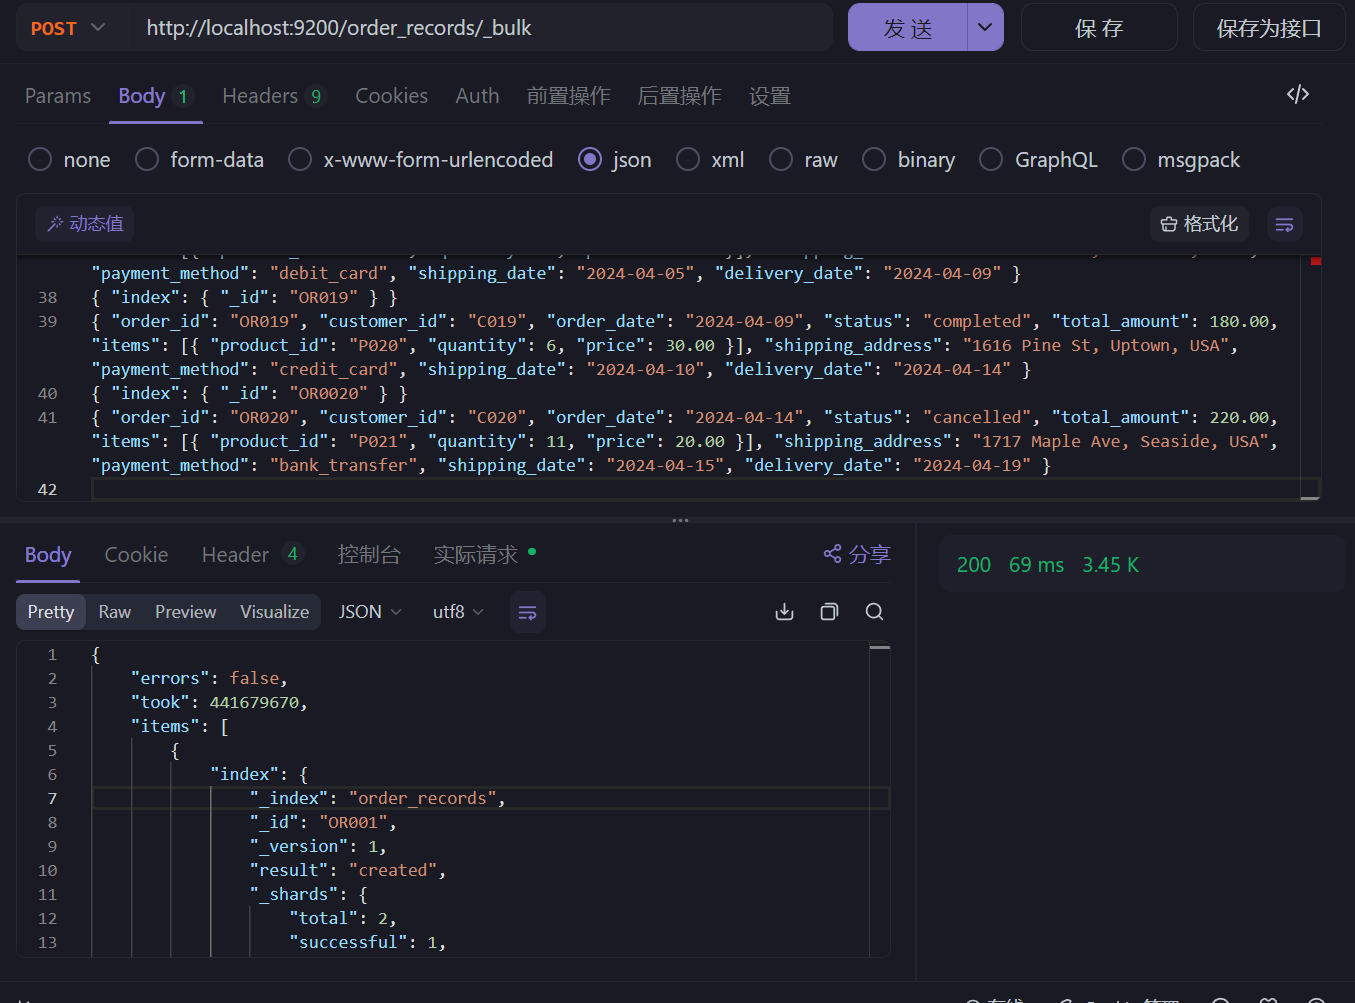 POST http://localhost:9200/order_records/_bulk 发 送 保 存 保存为接口
Params Body 1 Headers 9 Cookies Auth 前置操作 后置操作 设置 </>
none form-data x-www-form-urlencoded json xml raw binary GraphQL msgpack
动态值 格式化
"payment_method": "debit_card", "shipping_date": "2024-04-05", "delivery_date": "2024-04-09" }
38 { "index": { "_id": "OR019" } }
39 { "order_id": "OR019", "customer_id": "C019", "order_date": "2024-04-09", "status": "completed", "total_amount": 180.00,
"items": [{ "product_id": "P020", "quantity": 6, "price": 30.00 }], "shipping_address": "1616 Pine St, Uptown, USA",
"payment_method": "credit_card", "shipping_date": "2024-04-10", "delivery_date": "2024-04-14" }
40 { "index": { "_id": "OR0020" } }
41 { "order_id": "OR020", "customer_id": "C020", "order_date": "2024-04-14", "status": "cancelled", "total_amount": 220.00,
"items": [{ "product_id": "P021", "quantity": 11, "price": 20.00 }], "shipping_address": "1717 Maple Ave, Seaside, USA",
"payment_method": "bank_transfer", "shipping_date": "2024-04-15", "delivery_date": "2024-04-19" }
42
Body Cookie Header 4 控制台 实际请求 分享
200 69 ms 3.45 K
Pretty Raw Preview Visualize JSON utf8
1 {
2 "errors": false,
3 "took": 441679670,
4 "items": [
5 {
6 "index": {
7 "_index": "order_records",
8 "_id": "OR001",
9 "_version": 1,
10 "result": "created",
11 "_shards": {
12 "total": 2,
13 "successful": 1,